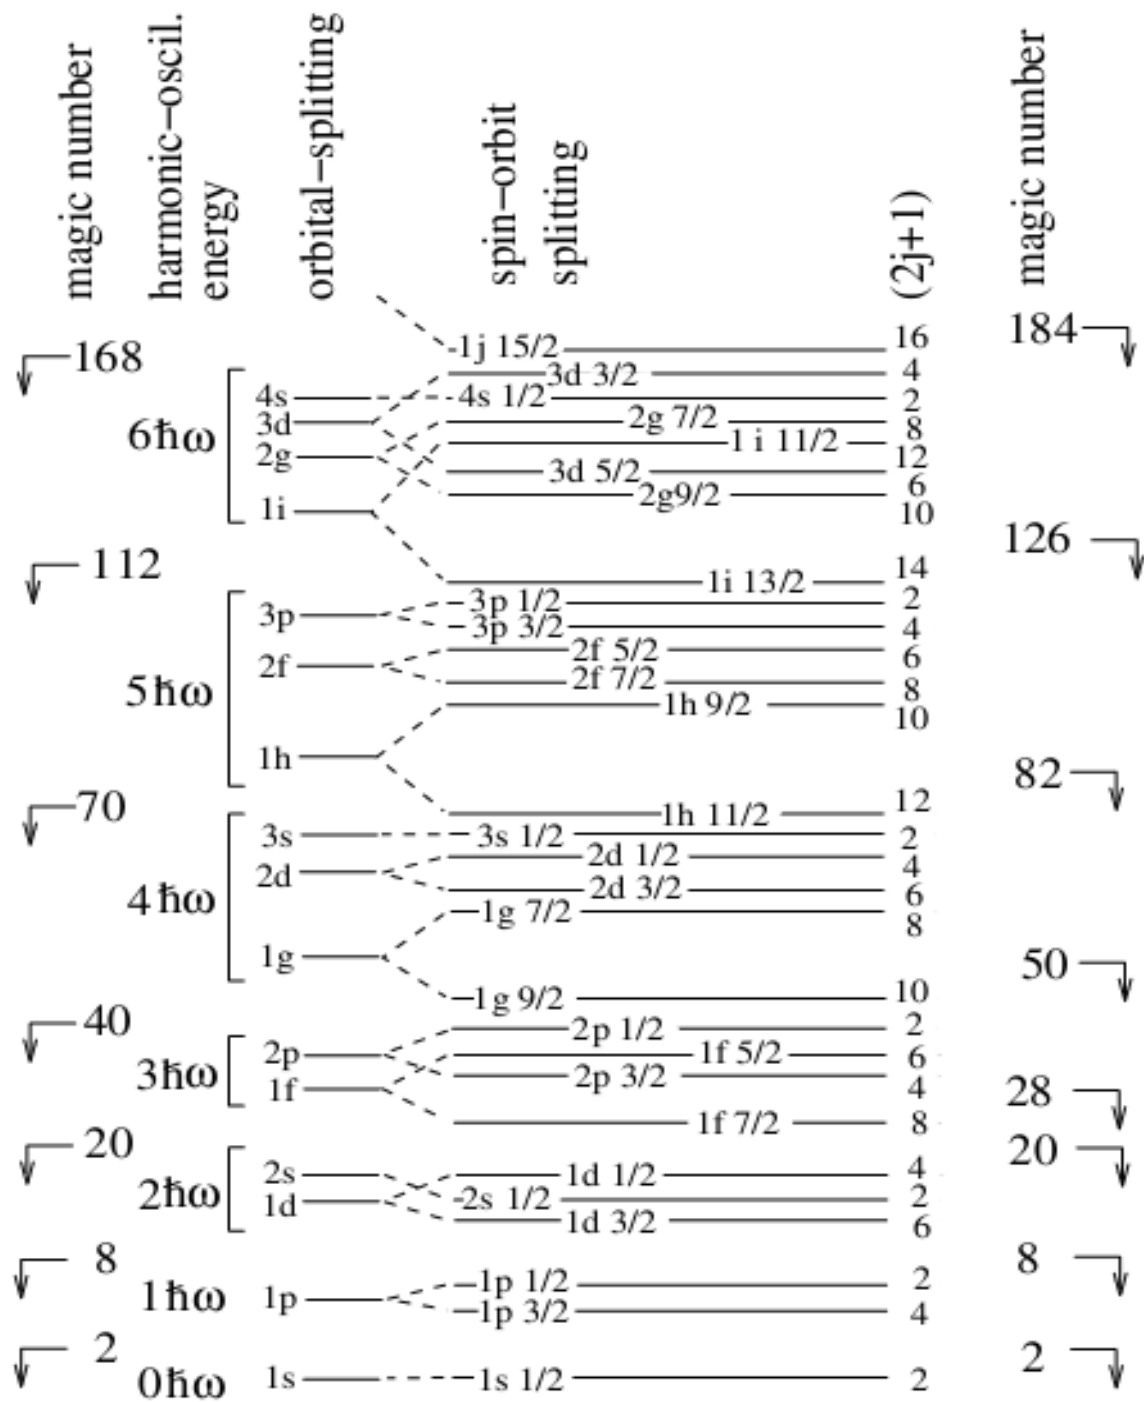 magic number
harmonic−oscil.
energy
orbital−splitting
spin−orbit
splitting
(2j+1)
magic number
168
6ħω
4s
3d
2g
1i
112
5ħω
3p
2f
1h
70
4ħω
3s
2d
1g
40
3ħω
2p
1f
20
2ħω
2s
1d
8
1ħω
1p
2
0ħω
1s
1j 15/2 16
3d 3/2 4
4s 1/2 2
2g 7/2 8
1 i 11/2 12
3d 5/2 6
2g9/2 10
1i 13/2 14
3p 1/2 2
3p 3/2 4
2f 5/2 6
2f 7/2 8
1h 9/2 10
1h 11/2 12
3s 1/2 2
2d 1/2 4
2d 3/2 6
1g 7/2 8
1g 9/2 10
2p 1/2 2
1f 5/2 6
2p 3/2 4
1f 7/2 8
1d 1/2 4
2s 1/2 2
1d 3/2 6
1p 1/2 2
1p 3/2 4
1s 1/2 2
184
126
82
50
28
20
8
2